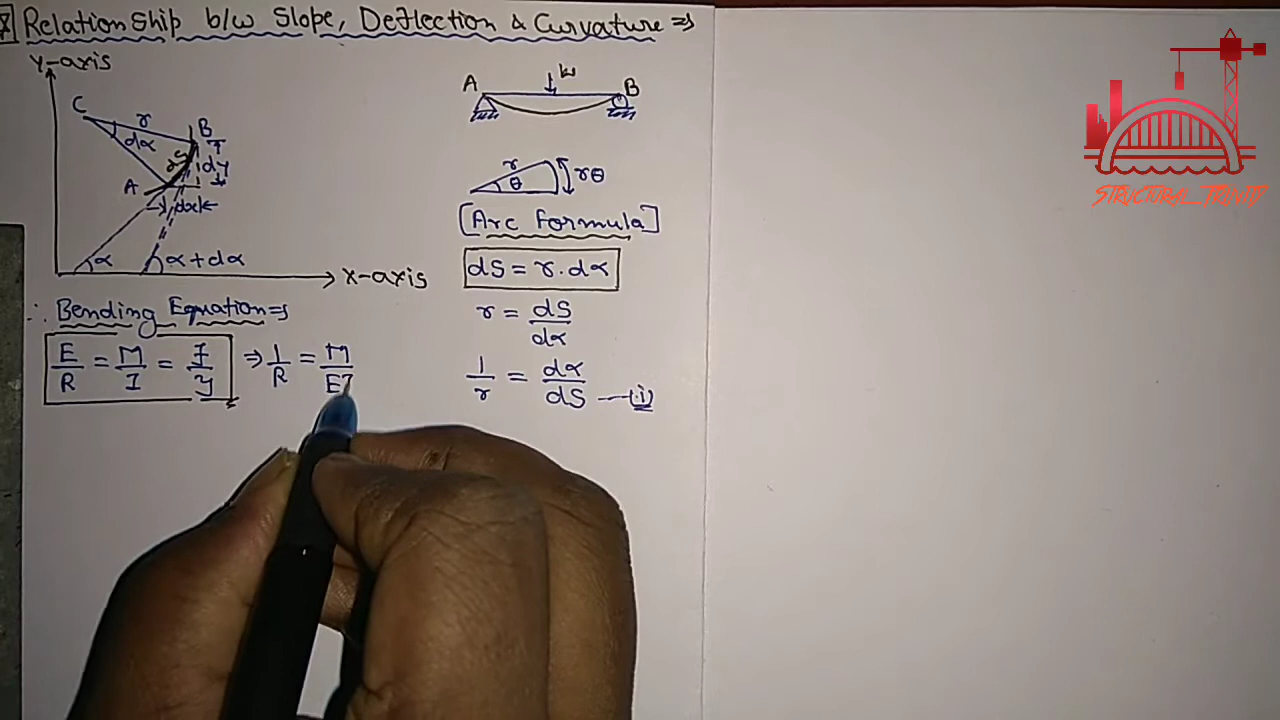 Relationship b/w Slope, Deflection & Curvature ⇒
Y-axis
C
r
dα
B
dS
dy
A
dx
α
α+dα
X-axis
A
W
B
r
θ
rθ
[Arc Formula]
dS = r.dα
r = dS/dα
1/r = dα/dS —(i)
∴ Bending Equation ⇒
E/R = M/I = f/y ⇒ 1/R = M/EI
STRUCTURAL_TRINITY